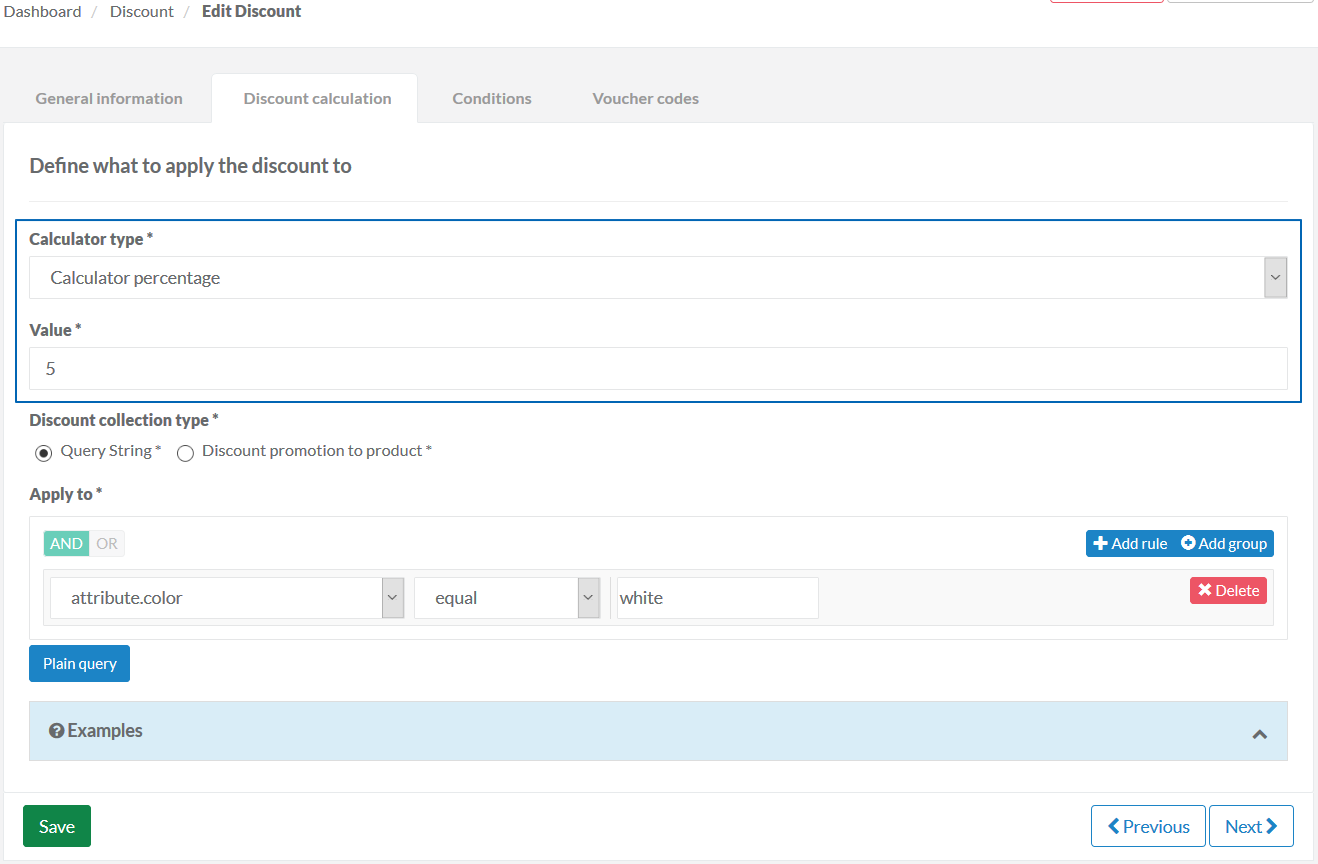 Dashboard / Discount / Edit Discount
General information Discount calculation Conditions Voucher codes
Define what to apply the discount to
Calculator type *
Calculator percentage
Value *
5
Discount collection type *
Query String * Discount promotion to product *
Apply to *
AND OR Add rule Add group
attribute.color equal white Delete
Plain query
Examples
Save Previous Next